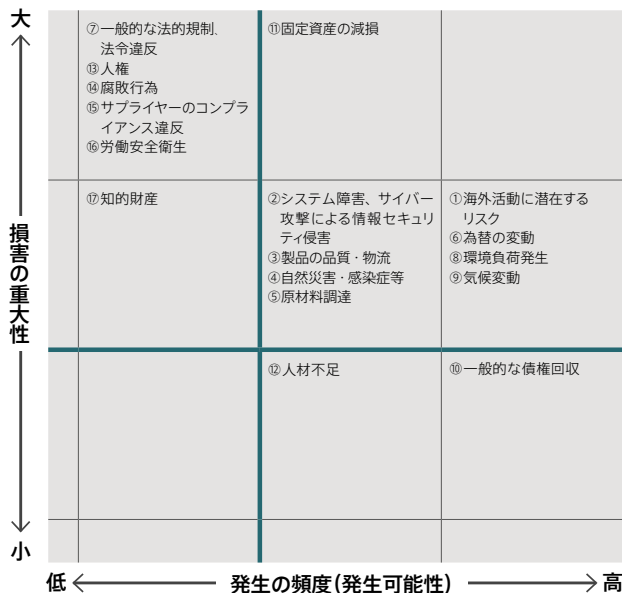 大
⑦一般的な法的規制、
法令違反
⑬人権
⑭腐敗行為
⑮サプライヤーのコンプラ
イアンス違反
⑯労働安全衛生
⑪固定資産の減損
⑰知的財産
②システム障害、サイバー
攻撃による情報セキュリ
ティ侵害
③製品の品質・物流
④自然災害・感染症等
⑤原材料調達
①海外活動に潜在する
リスク
⑥為替の変動
⑧環境負荷発生
⑨気候変動
損害の重大性
⑫人材不足
⑩一般的な債権回収
小
低
発生の頻度(発生可能性)
高